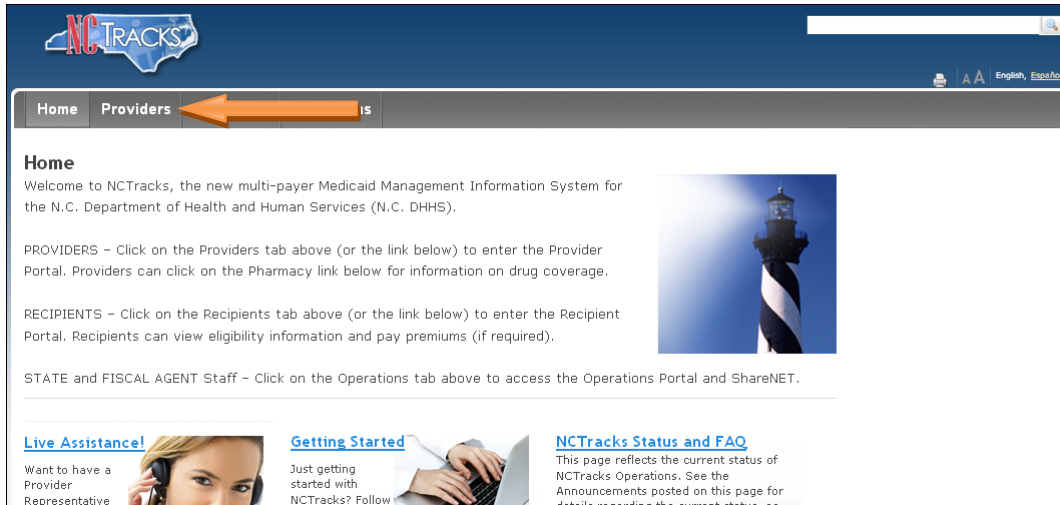 NCTRACKS
English, Españo
Home Providers us
Home
Welcome to NCTracks, the new multi-payer Medicaid Management Information System for
the N.C. Department of Health and Human Services (N.C. DHHS).
PROVIDERS – Click on the Providers tab above (or the link below) to enter the Provider
Portal. Providers can click on the Pharmacy link below for information on drug coverage.
RECIPIENTS – Click on the Recipients tab above (or the link below) to enter the Recipient
Portal. Recipients can view eligibility information and pay premiums (if required).
STATE and FISCAL AGENT Staff – Click on the Operations tab above to access the Operations Portal and ShareNET.
Live Assistance!
Want to have a
Provider
Representative
Getting Started
Just getting
started with
NCTracks? Follow
NCTracks Status and FAQ
This page reflects the current status of
NCTracks Operations. See the
Announcements posted on this page for
details regarding the current status, as